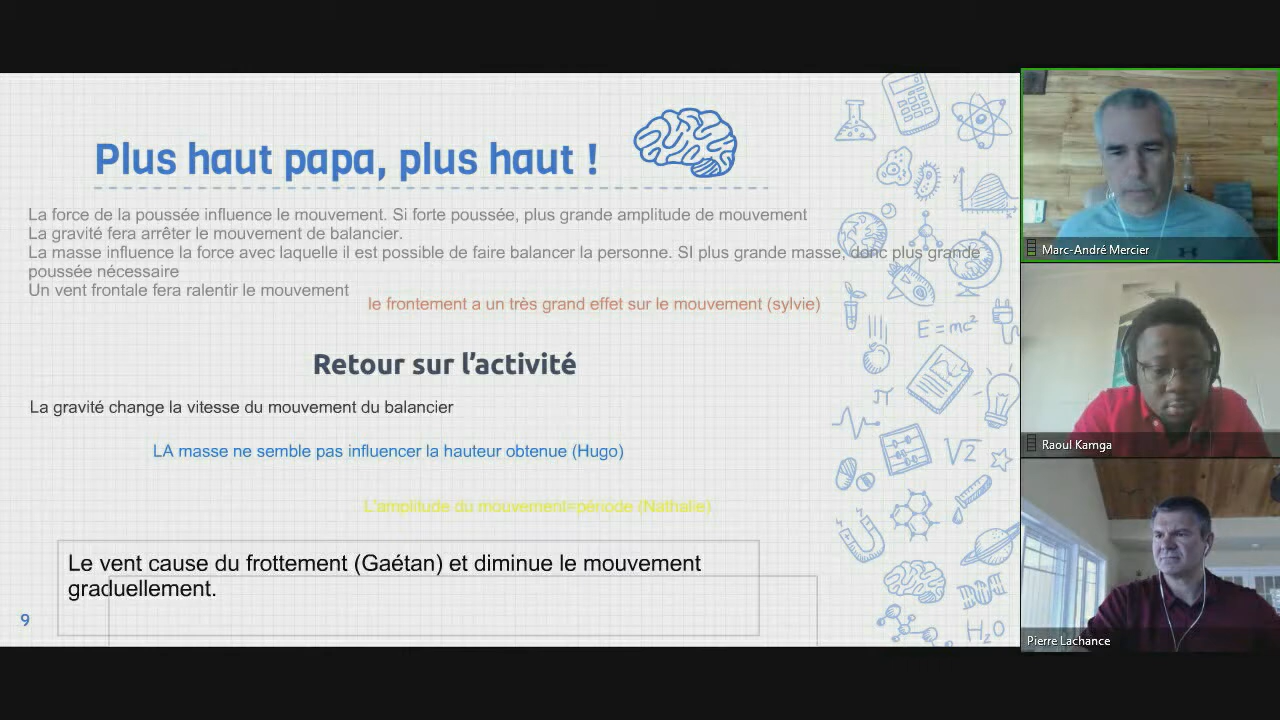 Plus haut papa, plus haut !
La force de la poussée influence le mouvement. Si forte poussée, plus grande amplitude de mouvement
La gravité fera arrêter le mouvement de balancier.
La masse influence la force avec laquelle il est possible de faire balancer la personne. SI plus grande masse, donc plus grande
poussée nécessaire
Un vent frontale fera ralentir le mouvement
le frontement a un très grand effet sur le mouvement (sylvie)
Retour sur l'activité
La gravité change la vitesse du mouvement du balancier
LA masse ne semble pas influencer la hauteur obtenue (Hugo)
L'amplitude du mouvement=période (Nathalie)
Le vent cause du frottement (Gaétan) et diminue le mouvement
graduellement.
9
E=mc²
π
√2
H₂O
Marc-André Mercier
Raoul Kamga
Pierre Lachance